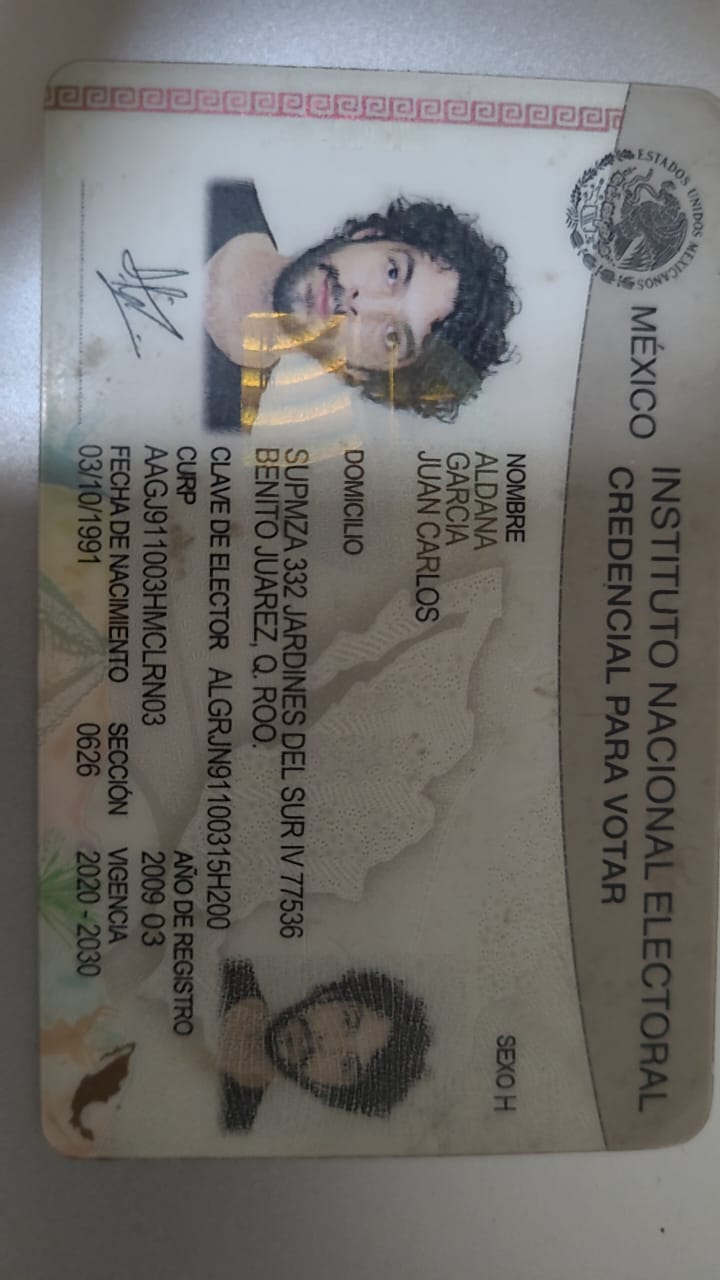 ESTADOS UNIDOS MEXICANOS
MÉXICO INSTITUTO NACIONAL ELECTORAL
CREDENCIAL PARA VOTAR
NOMBRE
ALDANA
GARCIA
JUAN CARLOS
SEXO H
DOMICILIO
SUPMZA 332 JARDINES DEL SUR IV 77536
BENITO JUAREZ, Q. ROO.
CLAVE DE ELECTOR ALGRJN91100315H200
CURP
AAGJ911003HMCLRN03
AÑO DE REGISTRO
2009 03
FECHA DE NACIMIENTO
03/10/1991
SECCIÓN
0626
VIGENCIA
2020 - 2030